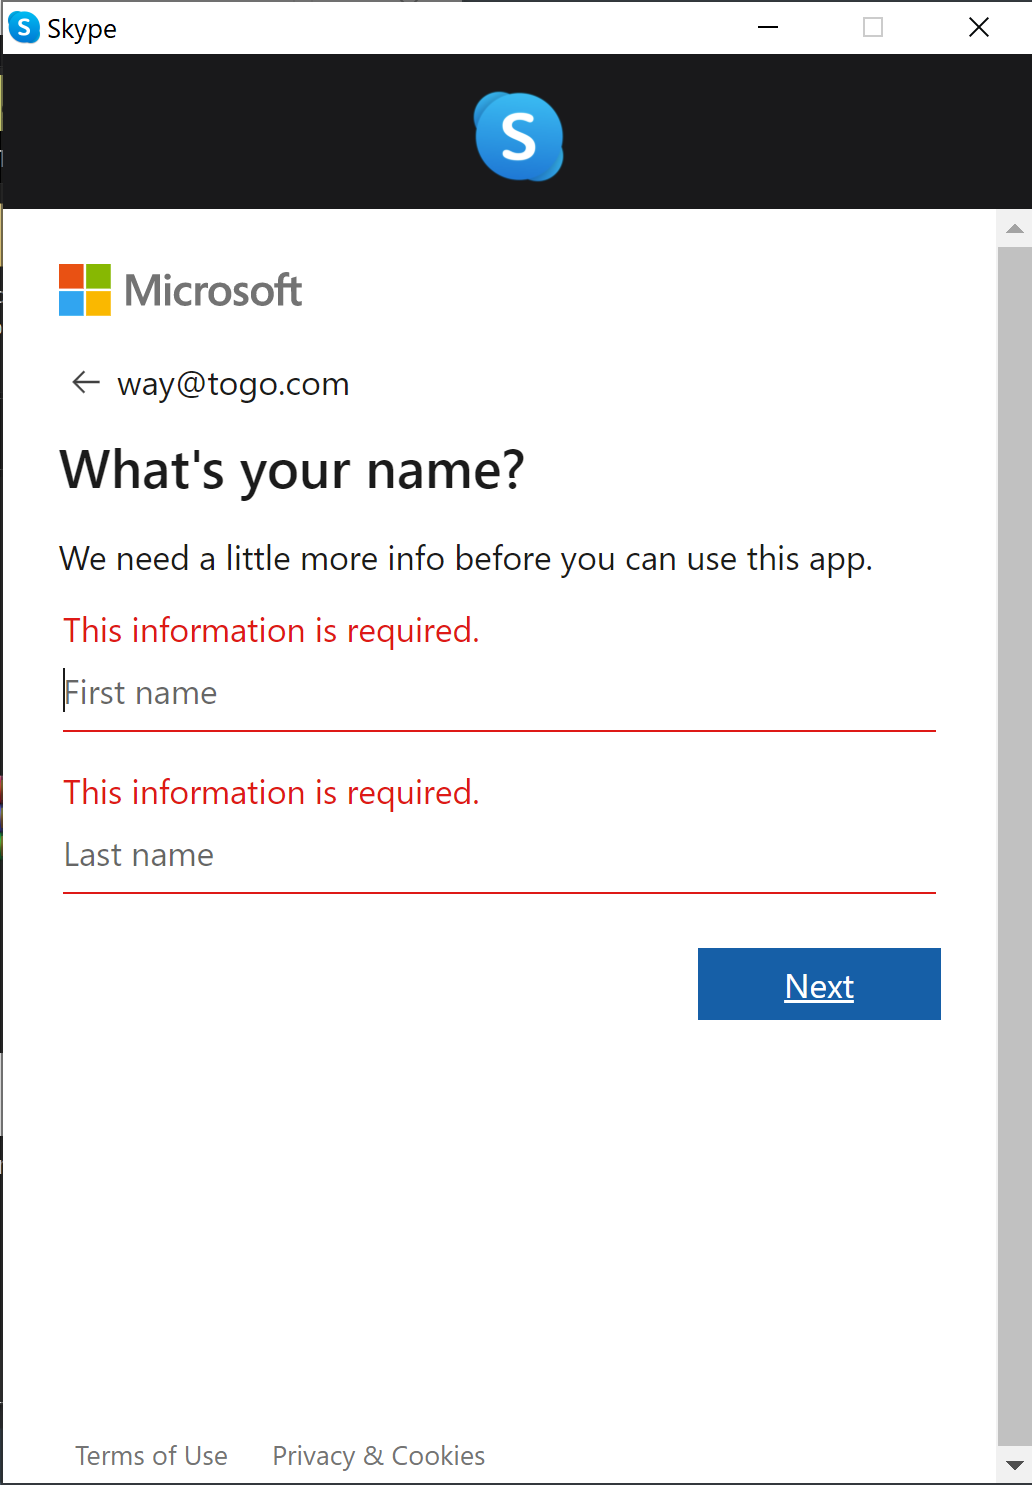 Skype
Microsoft
way@togo.com
What's your name?
We need a little more info before you can use this app.
This information is required.
First name
This information is required.
Last name
Next
Terms of Use Privacy & Cookies